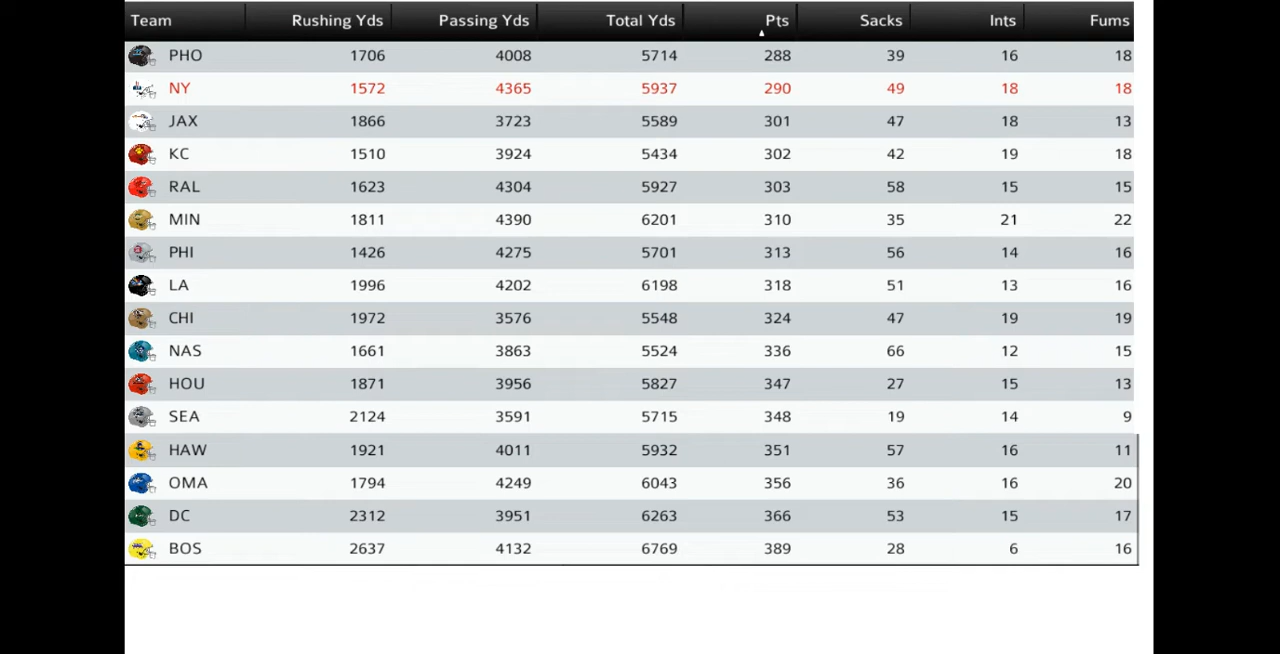 Team Rushing Yds Passing Yds Total Yds Pts Sacks Ints Fums
PHO 1706 4008 5714 288 39 16 18
NY 1572 4365 5937 290 49 18 18
JAX 1866 3723 5589 301 47 18 13
KC 1510 3924 5434 302 42 19 18
RAL 1623 4304 5927 303 58 15 15
MIN 1811 4390 6201 310 35 21 22
PHI 1426 4275 5701 313 56 14 16
LA 1996 4202 6198 318 51 13 16
CHI 1972 3576 5548 324 47 19 19
NAS 1661 3863 5524 336 66 12 15
HOU 1871 3956 5827 347 27 15 13
SEA 2124 3591 5715 348 19 14 9
HAW 1921 4011 5932 351 57 16 11
OMA 1794 4249 6043 356 36 16 20
DC 2312 3951 6263 366 53 15 17
BOS 2637 4132 6769 389 28 6 16